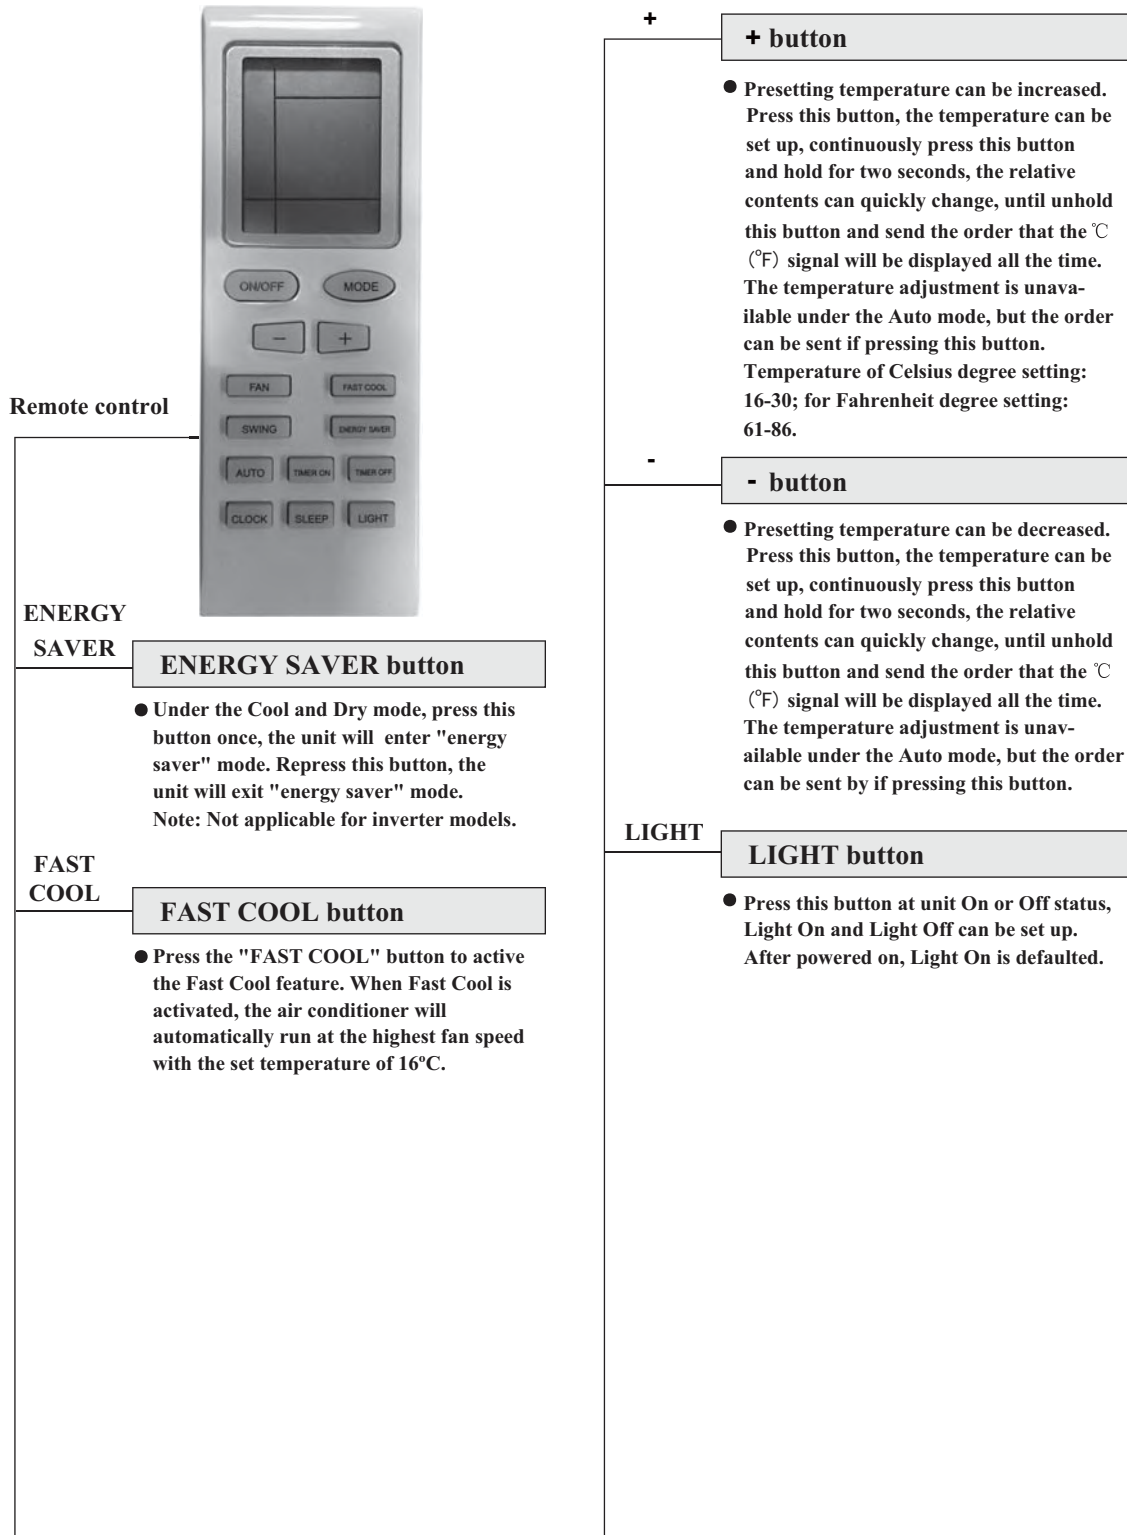 ON/OFF
MODE
-
+
FAN
FAST COOL
SWING
ENERGY SAVER
AUTO
TIMER ON
TIMER OFF
CLOCK
SLEEP
LIGHT
Remote control
ENERGY
SAVER
ENERGY SAVER button
● Under the Cool and Dry mode, press this
button once, the unit will enter "energy
saver" mode. Repress this button, the
unit will exit "energy saver" mode.
Note: Not applicable for inverter models.
FAST
COOL
FAST COOL button
● Press the "FAST COOL" button to active
the Fast Cool feature. When Fast Cool is
activated, the air conditioner will
automatically run at the highest fan speed
with the set temperature of 16ºC.
+
+ button
● Presetting temperature can be increased.
Press this button, the temperature can be
set up, continuously press this button
and hold for two seconds, the relative
contents can quickly change, until unhold
this button and send the order that the ℃
(°F) signal will be displayed all the time.
The temperature adjustment is unava-
ilable under the Auto mode, but the order
can be sent if pressing this button.
Temperature of Celsius degree setting:
16-30; for Fahrenheit degree setting:
61-86.
-
- button
● Presetting temperature can be decreased.
Press this button, the temperature can be
set up, continuously press this button
and hold for two seconds, the relative
contents can quickly change, until unhold
this button and send the order that the ℃
(°F) signal will be displayed all the time.
The temperature adjustment is unav-
ailable under the Auto mode, but the order
can be sent by if pressing this button.
LIGHT
LIGHT button
● Press this button at unit On or Off status,
Light On and Light Off can be set up.
After powered on, Light On is defaulted.